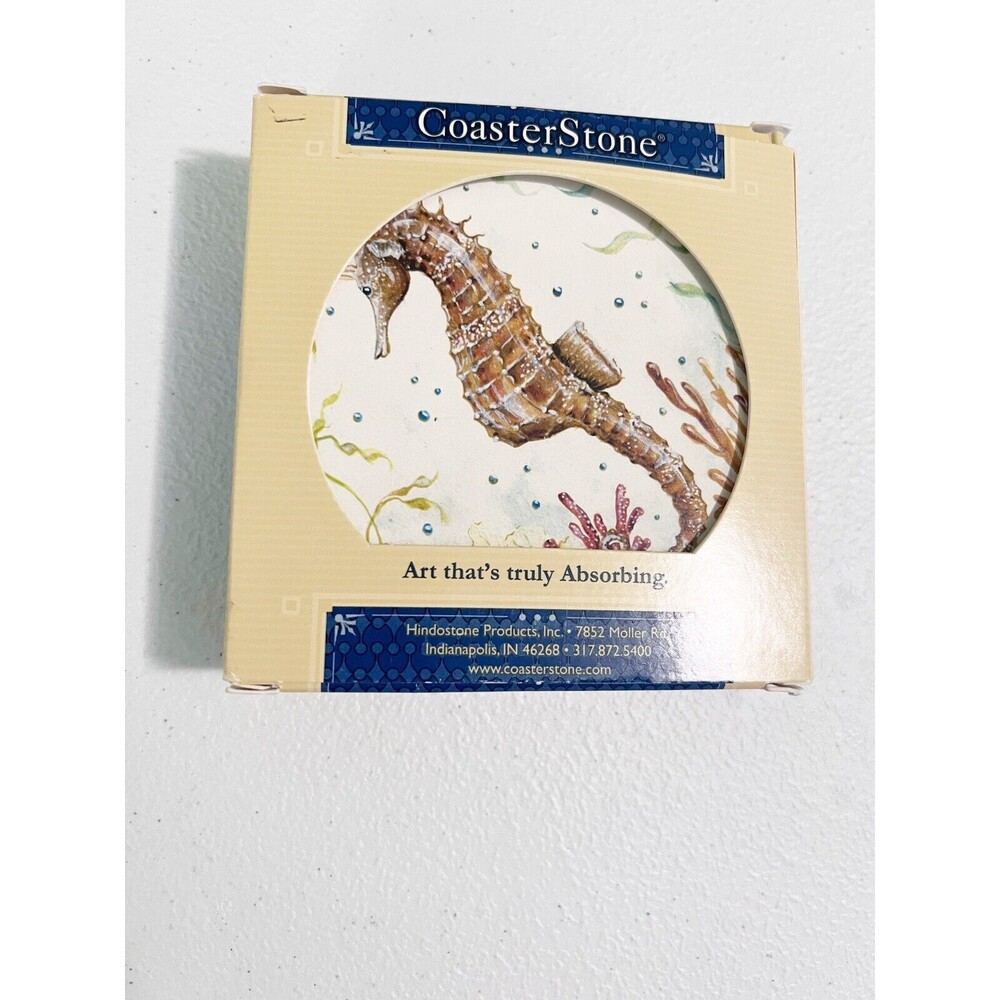 CoasterStone®
Art that's truly Absorbing.
Hindostone Products, Inc. • 7852 Moller Rd.
Indianapolis, IN 46268 • 317.872.5400
www.coasterstone.com